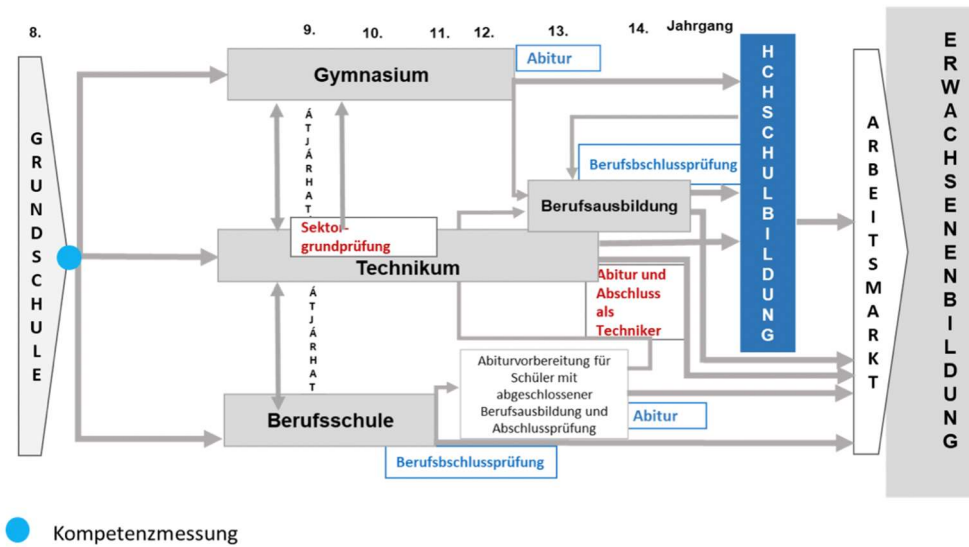 8.
9.
10.
11.
12.
13.
14.
Jahrgang
GRUNDSCHULE
Gymnasium
Abitur
ÁTJÁRHAT
Berufsbschlussprüfung
Berufsausbildung
Sektor-
grundprüfung
Technikum
Abitur und
Abschluss
als
Techniker
ÁTJÁRHAT
Abiturvorbereitung für
Schüler mit
abgeschlossener
Berufsausbildung und
Abschlussprüfung
Berufsschule
Abitur
Berufsbschlussprüfung
HCHSCHULBILDUNG
ARBEITSMARKT
ERWACHSENENBILDUNG
Kompetenzmessung